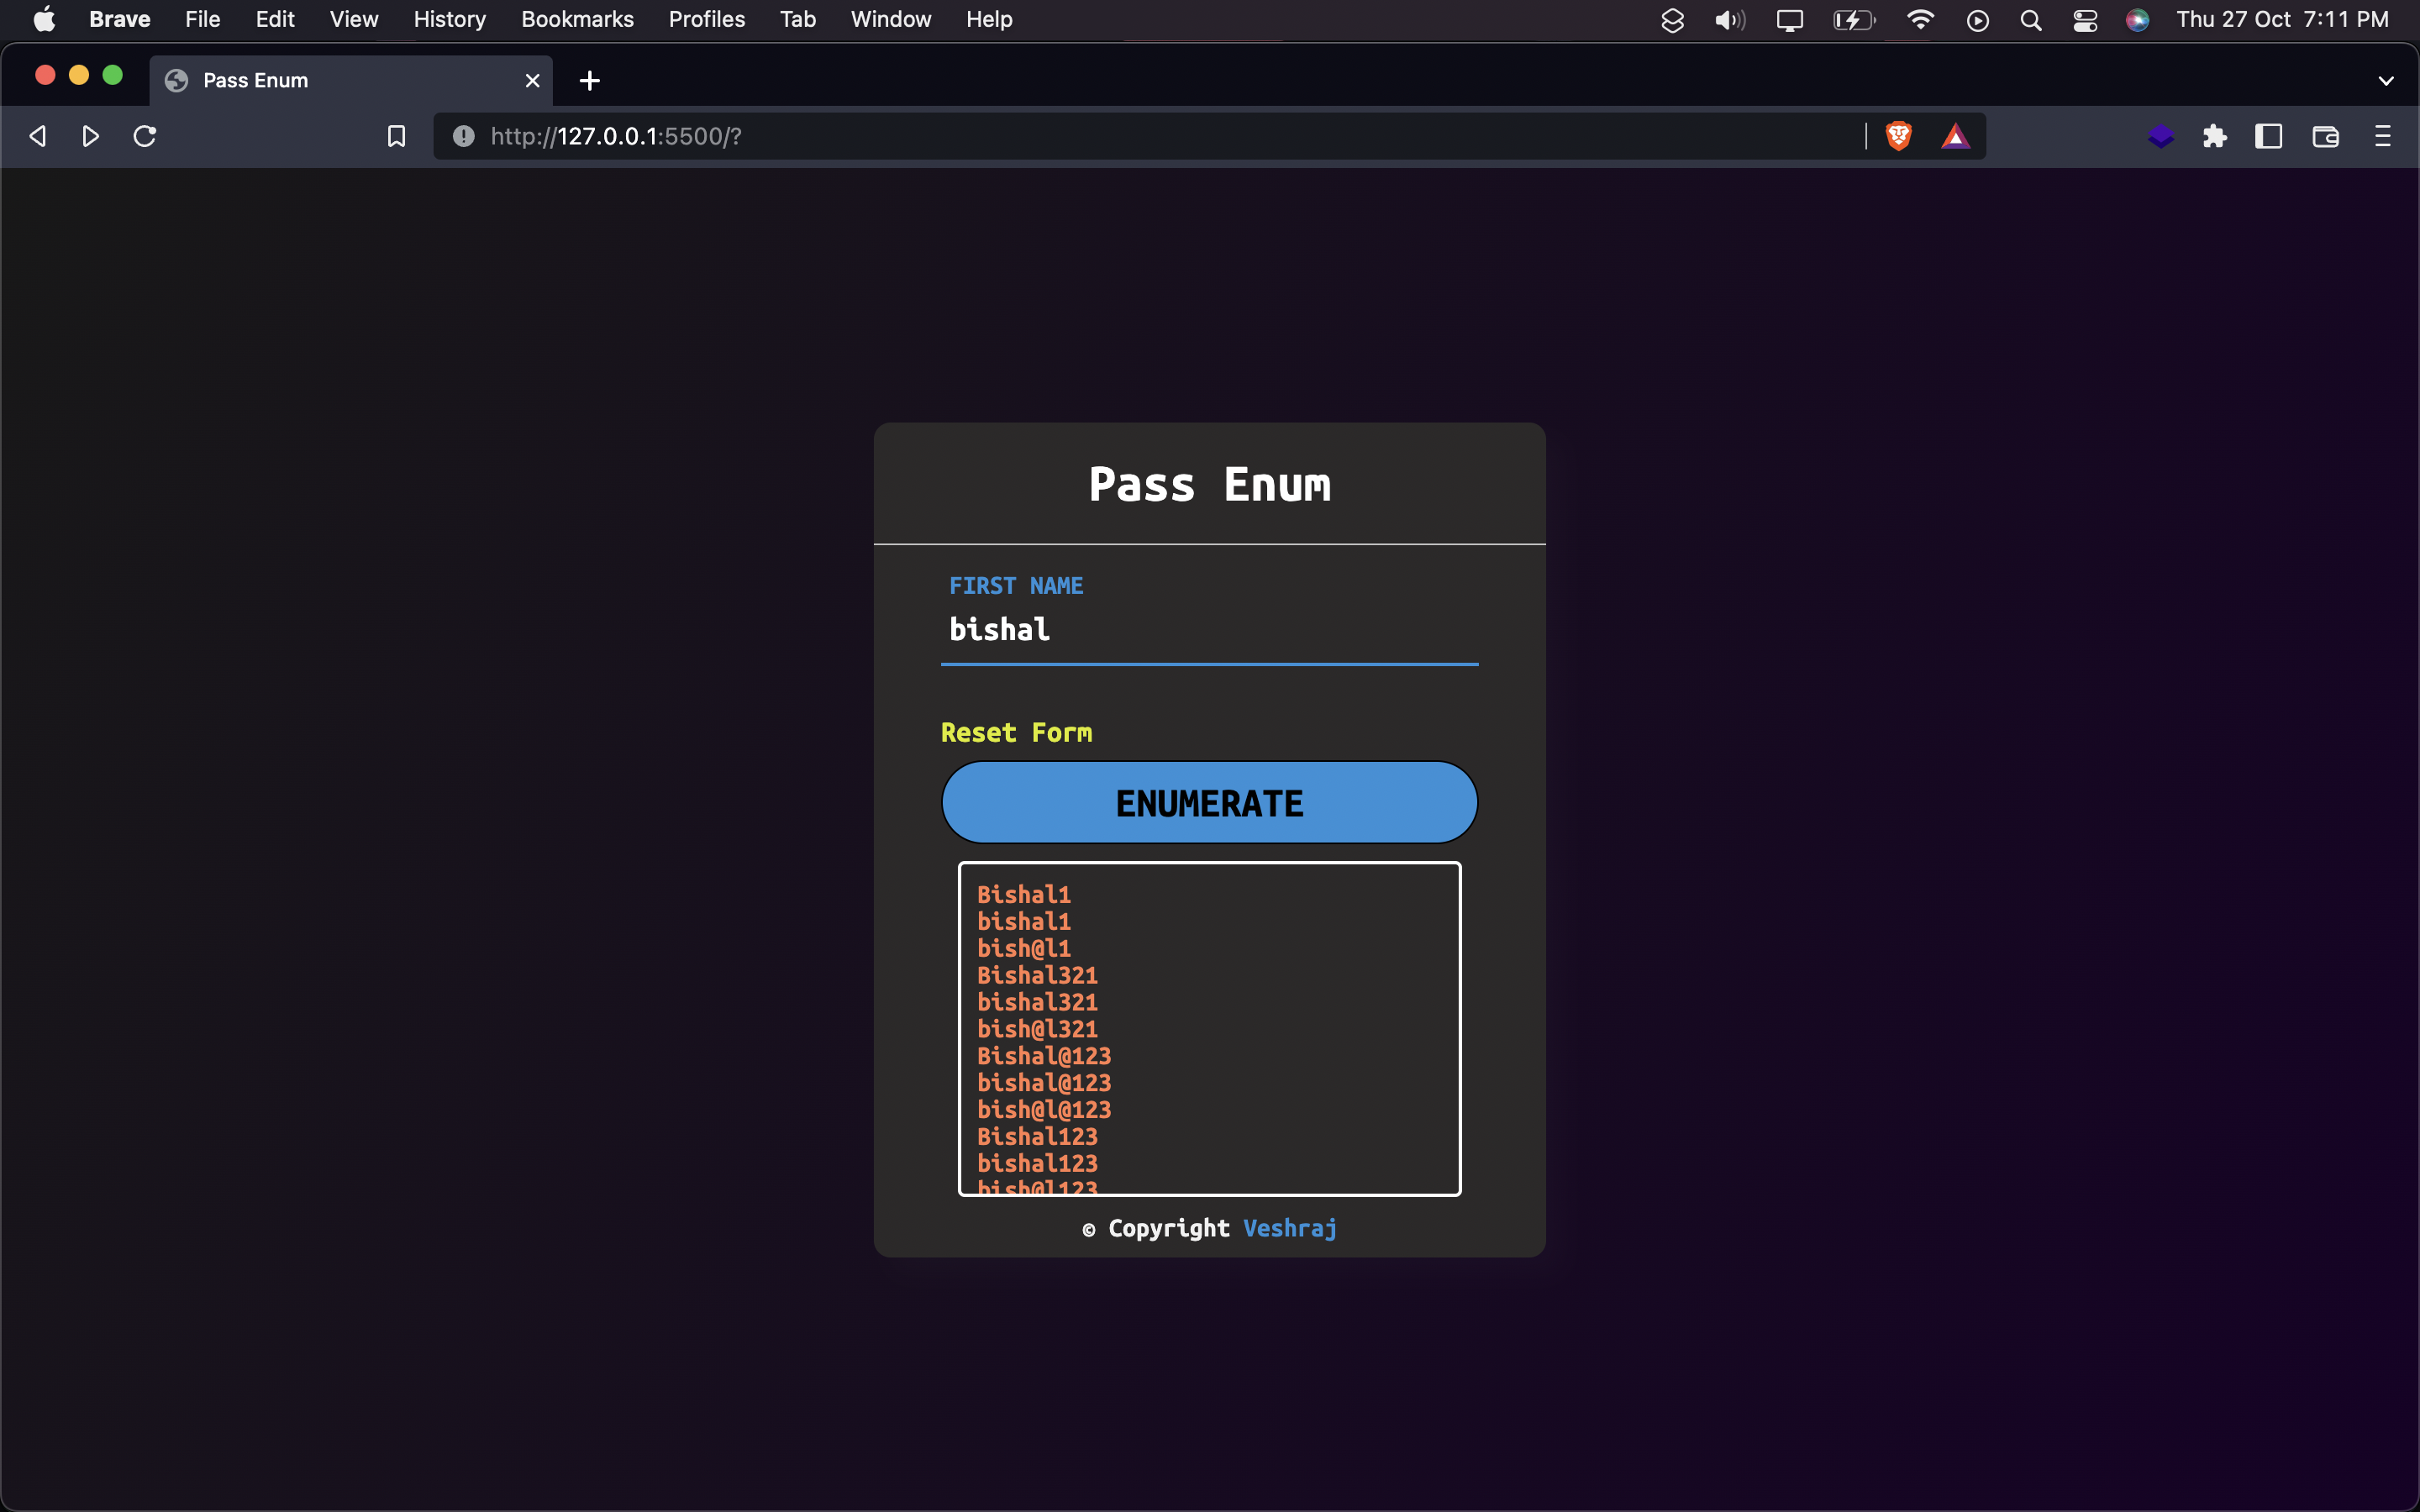 Brave File Edit View History Bookmarks Profiles Tab Window Help Thu 27 Oct 7:11 PM
Pass Enum
http://127.0.0.1:5500/?
Pass Enum
FIRST NAME
bishal
Reset Form
ENUMERATE
Bishal1
bishal1
bish@l1
Bishal321
bishal321
bish@l321
Bishal@123
bishal@123
bish@l@123
Bishal123
bishal123
bish@l123
© Copyright Veshraj